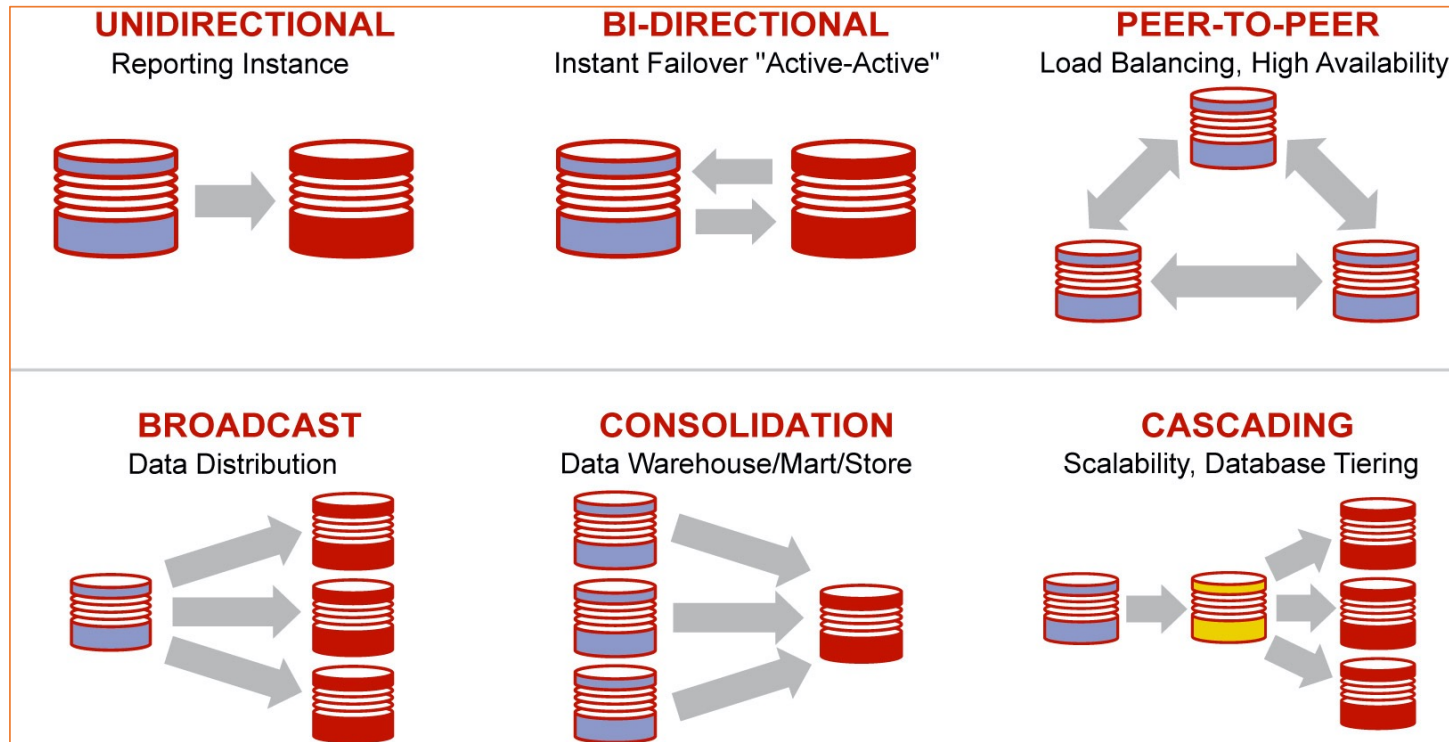 UNIDIRECTIONAL
Reporting Instance
BI-DIRECTIONAL
Instant Failover "Active-Active"
PEER-TO-PEER
Load Balancing, High Availability
BROADCAST
Data Distribution
CONSOLIDATION
Data Warehouse/Mart/Store
CASCADING
Scalability, Database Tiering